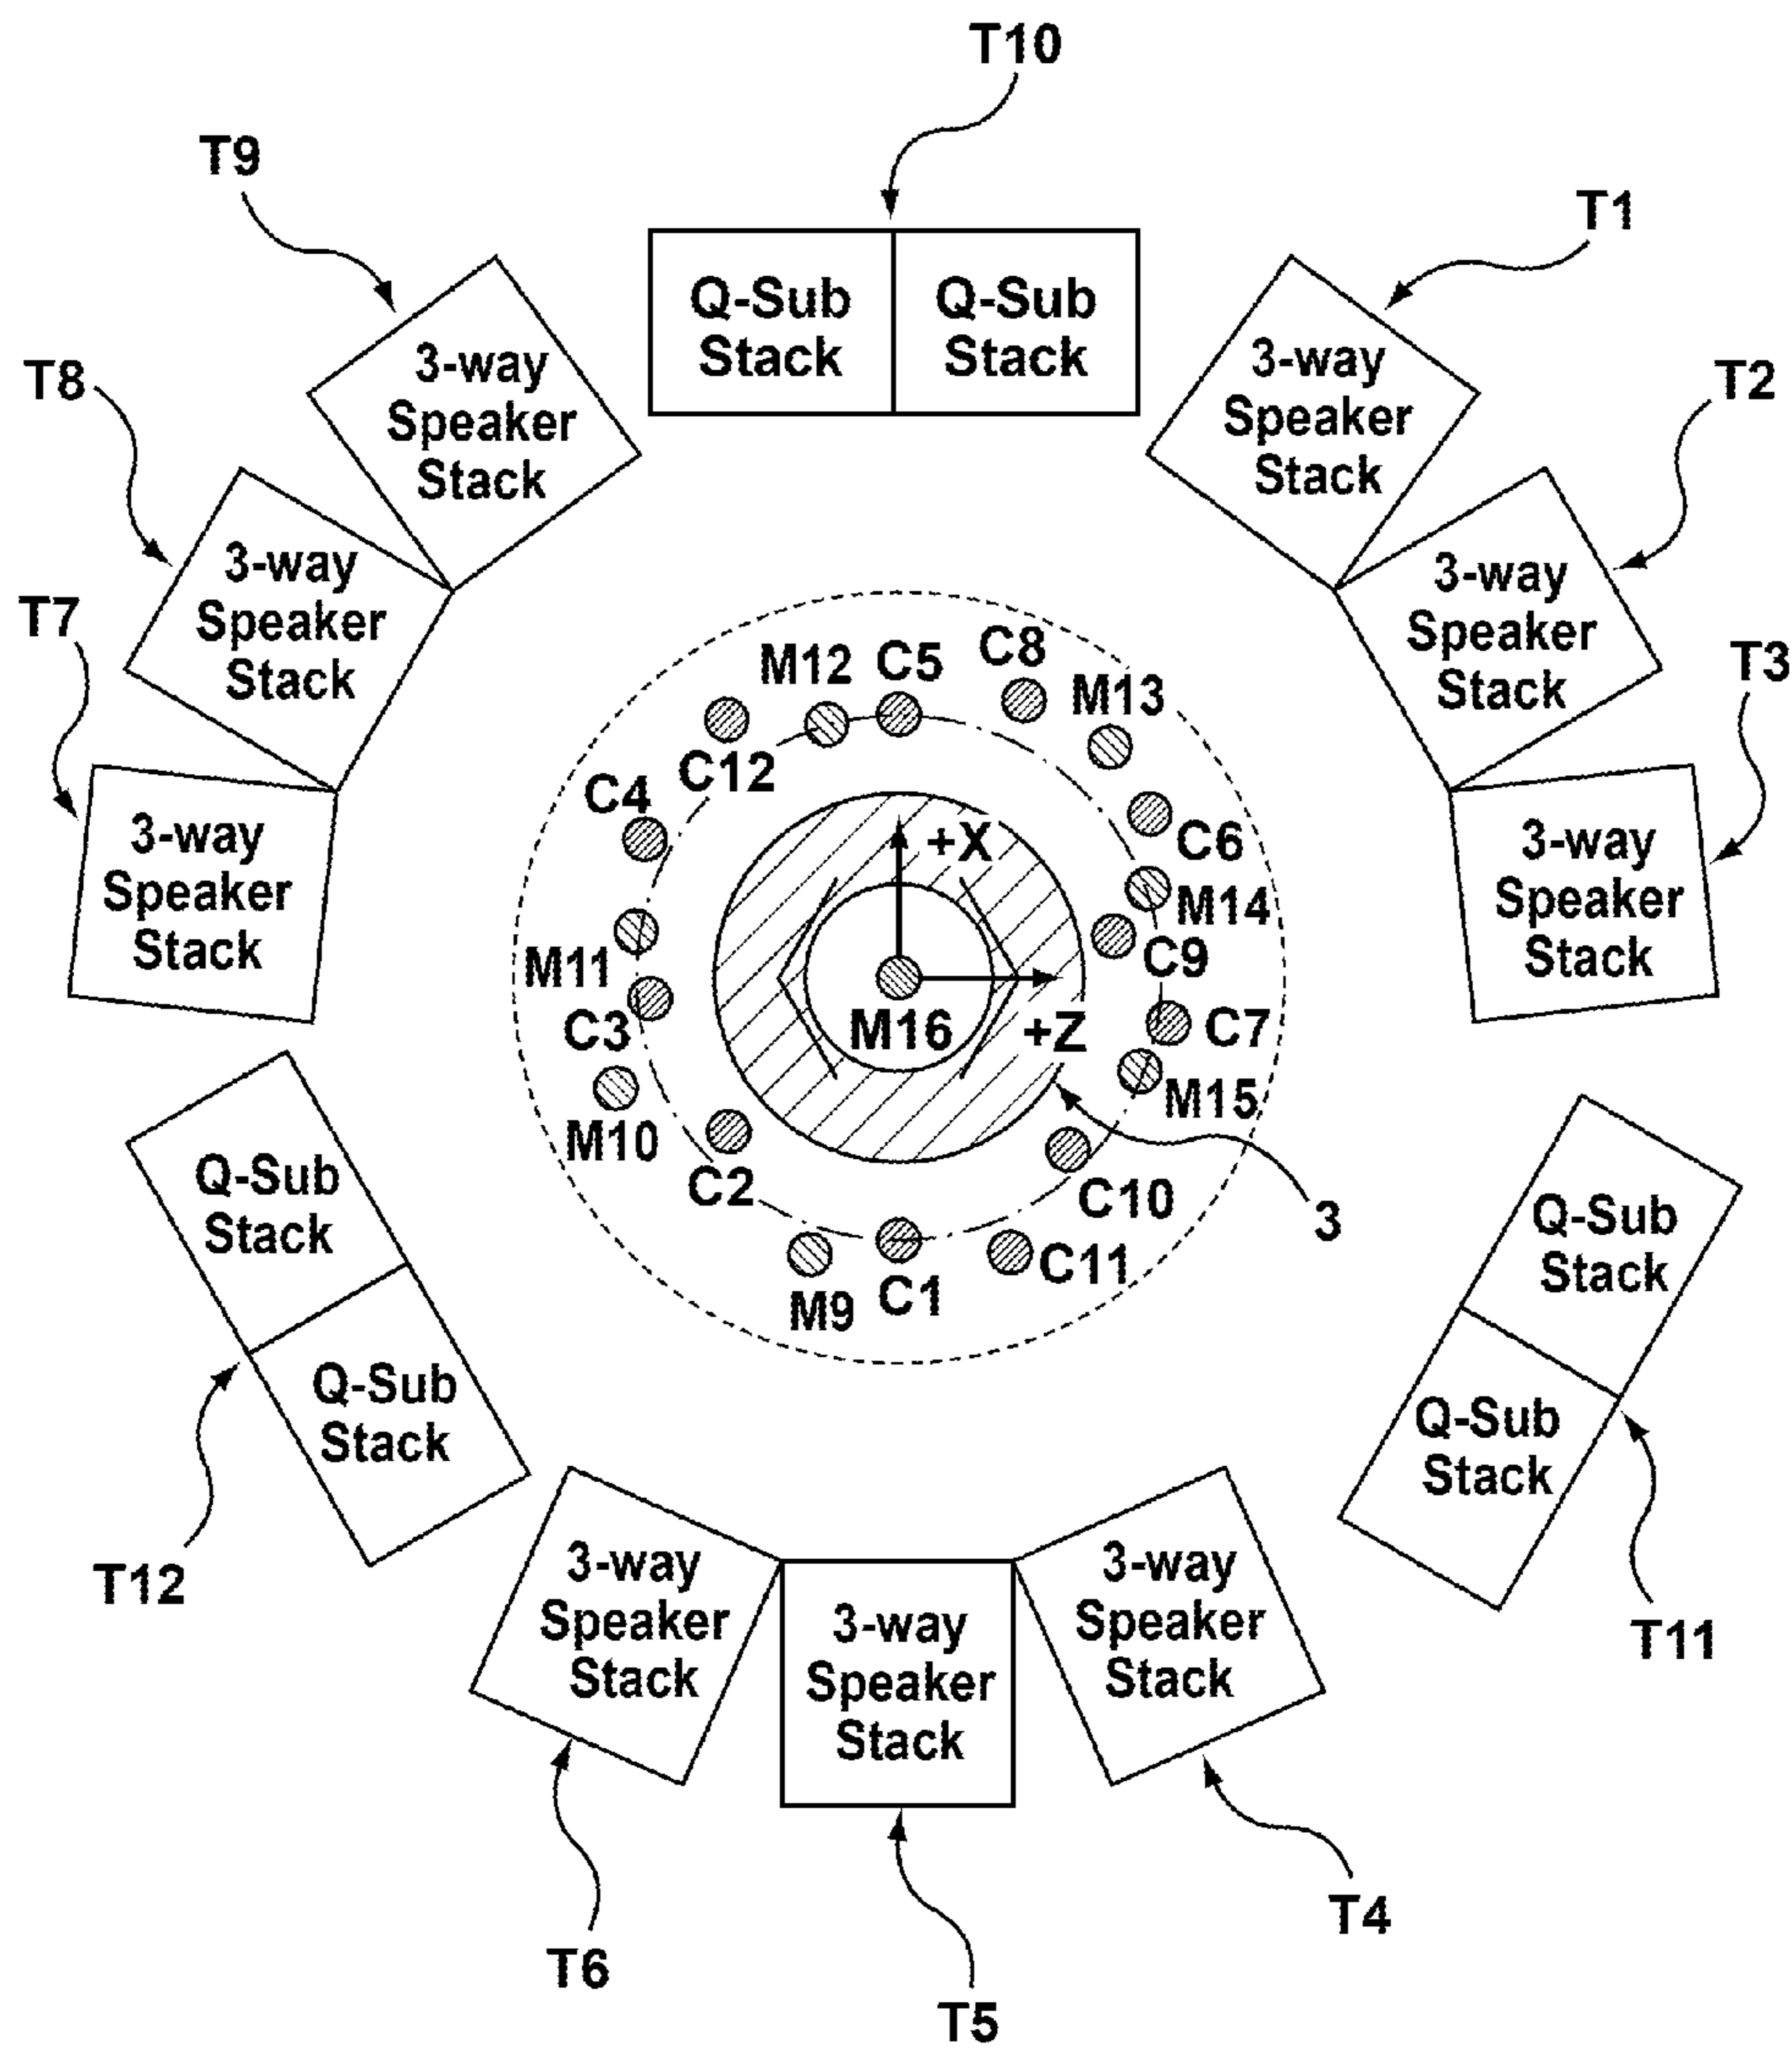 T10
T9
T1
Q-Sub
Stack
Q-Sub
Stack
T8
3-way
Speaker
Stack
3-way
Speaker
Stack
T2
3-way
Speaker
Stack
3-way
Speaker
Stack
T7
T3
M12
C5
C8
M13
C12
C4
3-way
Speaker
Stack
3-way
Speaker
Stack
+X
C6
M14
C9
M11
C3
M16
+Z
C7
M15
M10
C2
C10
3
C11
M9
C1
Q-Sub
Stack
Q-Sub
Stack
Q-Sub
Stack
Q-Sub
Stack
T12
T11
3-way
Speaker
Stack
3-way
Speaker
Stack
3-way
Speaker
Stack
T6
T5
T4